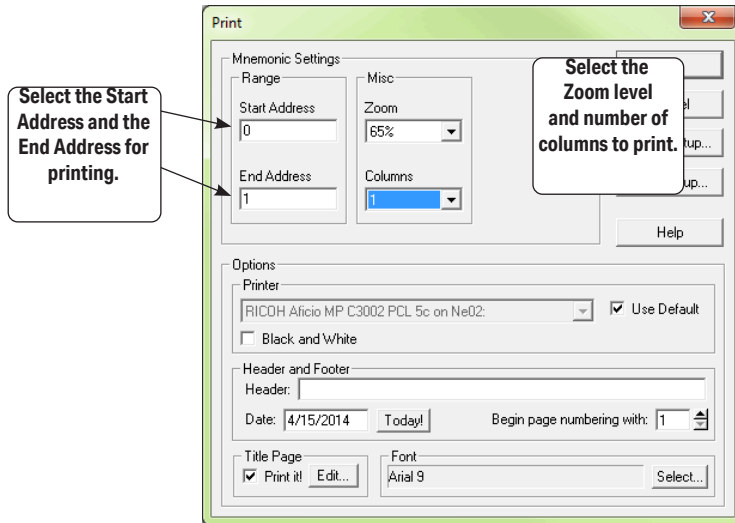 Print
Mnemonic Settings
Range
Start Address
0
End Address
1
Misc
Zoom
65%
Columns
1
Select the Start
Address and the
End Address for
printing.
Select the
Zoom level
and number of
columns to print.
Help
Options
Printer
RICOH Aficio MP C3002 PCL 5c on Ne02:
Use Default
Black and White
Header and Footer
Header:
Date: 4/15/2014 Today!
Begin page numbering with: 1
Title Page
Print it! Edit...
Font
Arial 9
Select...